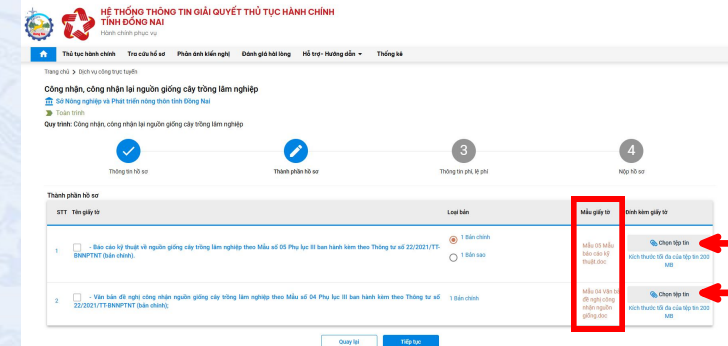 HỆ THỐNG THÔNG TIN GIẢI QUYẾT THỦ TỤC HÀNH CHÍNH
TỈNH ĐỒNG NAI
Hành chính phục vụ
Thủ tục hành chính Tra cứu hồ sơ Phản ánh kiến nghị Đánh giá hài lòng Hỗ trợ - Hướng dẫn Thống kê
Trang chủ > Dịch vụ công trực tuyến
Công nhận, công nhận lại nguồn giống cây trồng lâm nghiệp
Sở Nông nghiệp và Phát triển nông thôn tỉnh Đồng Nai
Toàn trình
Quy trình: Công nhận, công nhận lại nguồn giống cây trồng lâm nghiệp
3 4
Thông tin hồ sơ Thành phần hồ sơ Thông tin phí, lệ phí Nộp hồ sơ
Thành phần hồ sơ
STT Tên giấy tờ Loại bản Mẫu giấy tờ Đính kèm giấy tờ
1 - Báo cáo kỹ thuật về nguồn giống cây trồng lâm nghiệp theo Mẫu số 05 Phụ lục III ban hành kèm theo Thông tư số 22/2021/TT-
BNNPTNT (bản chính).
1 Bản chính
1 Bản sao
Mẫu 05 Mẫu
báo cáo kỹ
thuật.doc
Chọn tệp tin
Kích thước tối đa của tệp tin 200
MB
2 - Văn bản đề nghị công nhận nguồn giống cây trồng lâm nghiệp theo Mẫu số 04 Phụ lục III ban hành kèm theo Thông tư số
22/2021/TT-BNNPTNT (bản chính);
1 Bản chính
Mẫu 04 Văn bả
đề nghị công
nhận nguồn
giống.doc
Chọn tệp tin
Kích thước tối đa của tệp tin 200
MB
Quay lại Tiếp tục